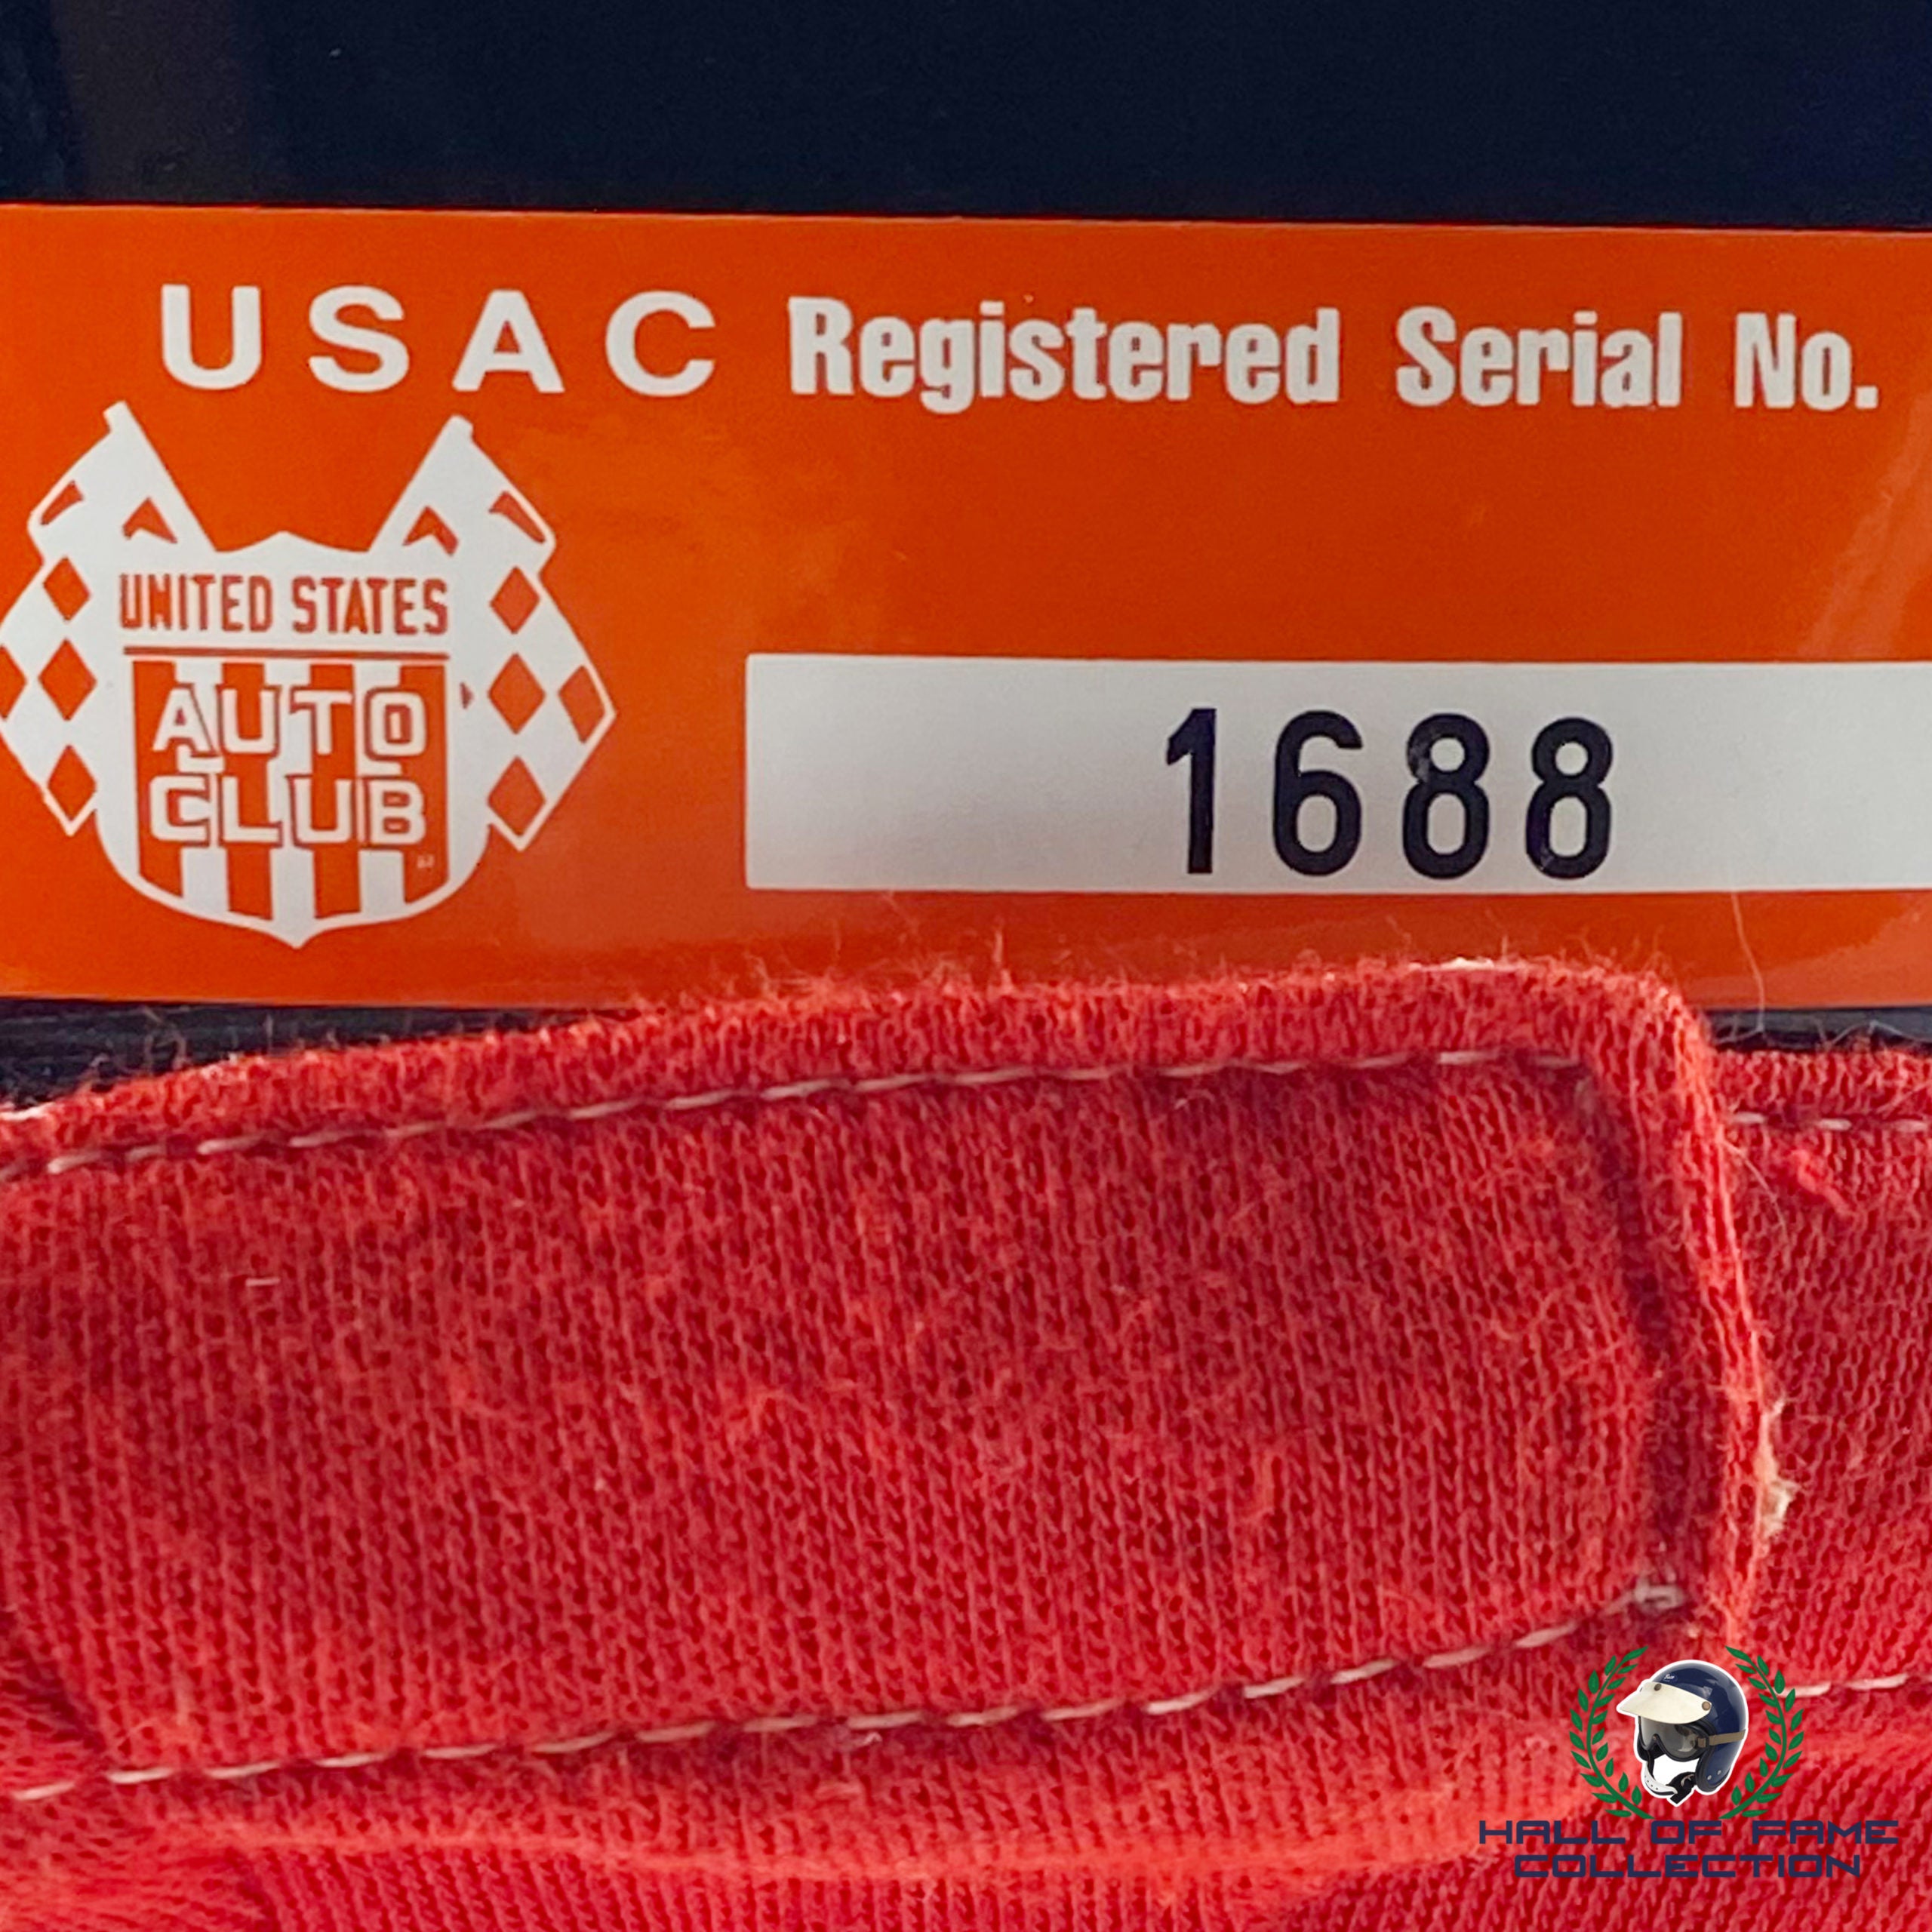 USAC Registered Serial No.
UNITED STATES
AUTO
CLUB
1688
HALL OF FAME
COLLECTION